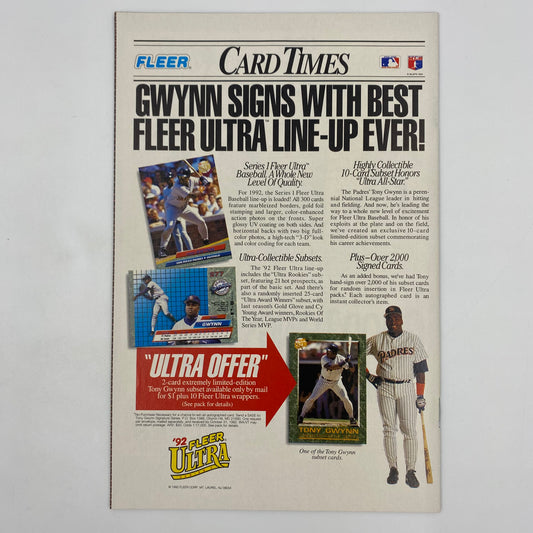 FLEER
CARD TIMES
GWYNN SIGNS WITH BEST
FLEER ULTRA™ LINE-UP EVER!
Series I Fleer Ultra™
Baseball. A Whole New
Level Of Quality.
For 1992, the Series I Fleer Ultra
Baseball line-up is loaded! All 300 cards
feature marbleized borders, gold foil
stamping and larger, color-enhanced
action photos on the fronts. Super
glossy UV coating on both sides. And
horizontal backs with two big full-
color photos, a high-tech "3-D" look
and color coding for each team.
Ultra-Collectible Subsets.
The '92 Fleer Ultra line-up
includes the "Ultra Rookies" sub-
set, featuring 21 hot prospects, as
part of the basic set. And there's
also a randomly inserted 25-card
"Ultra Award Winners" subset, with
last season's Gold Glove and Cy
Young Award winners, Rookies Of
The Year, League MVPs and World
Series MVP.
Highly Collectible
10-Card Subset Honors
"Ultra All-Star."
The Padres' Tony Gwynn is a peren-
nial National League leader in hitting
and fielding. And now, he's leading the
way to a whole new level of excitement
for Fleer Ultra Baseball. In honor of his
exploits at the plate and on the field,
we've created an exclusive 10-card
limited-edition subset commemorating
his career achievements.
Plus—Over 2,000
Signed Cards.
As an added bonus, we've had Tony
hand-sign over 2,000 of his subset cards
for random insertion in Fleer Ultra
packs.* Each autographed card is an
instant collector's item.
GWYNN
"ULTRA OFFER"
2-card extremely limited-edition
Tony Gwynn subset available only by mail
for $1 plus 10 Fleer Ultra wrappers.
(See pack for details)
PADRES
TONY GWYNN
One of the Tony Gwynn
subset cards.
'92 FLEER
ULTRA
© 1992 FLEER CORP. MT. LAUREL, NJ 08054